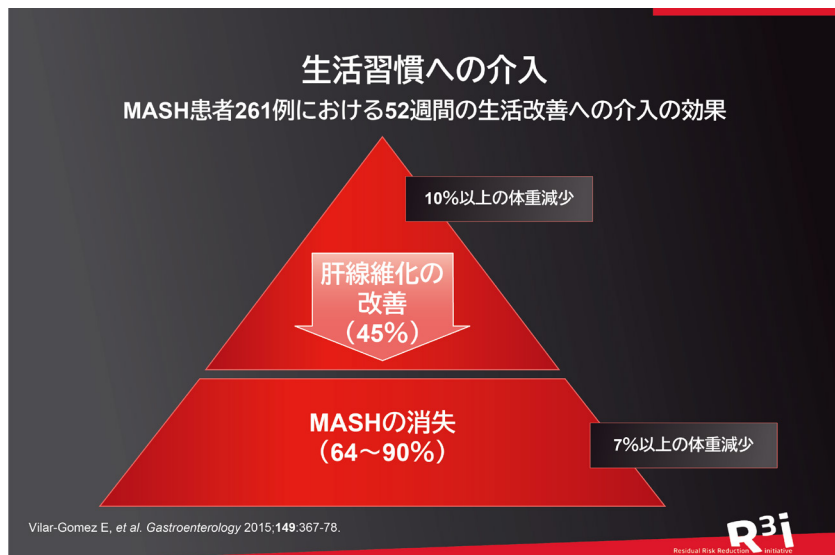 生活習慣への介入
MASH患者261例における52週間の生活改善への介入の効果
10%以上の体重減少
肝線維化の
改善
（45%）
MASHの消失
（64～90%）
7%以上の体重減少
Vilar-Gomez E, et al. Gastroenterology 2015;149:367-78.
R³i
Residual Risk Reduction Initiative